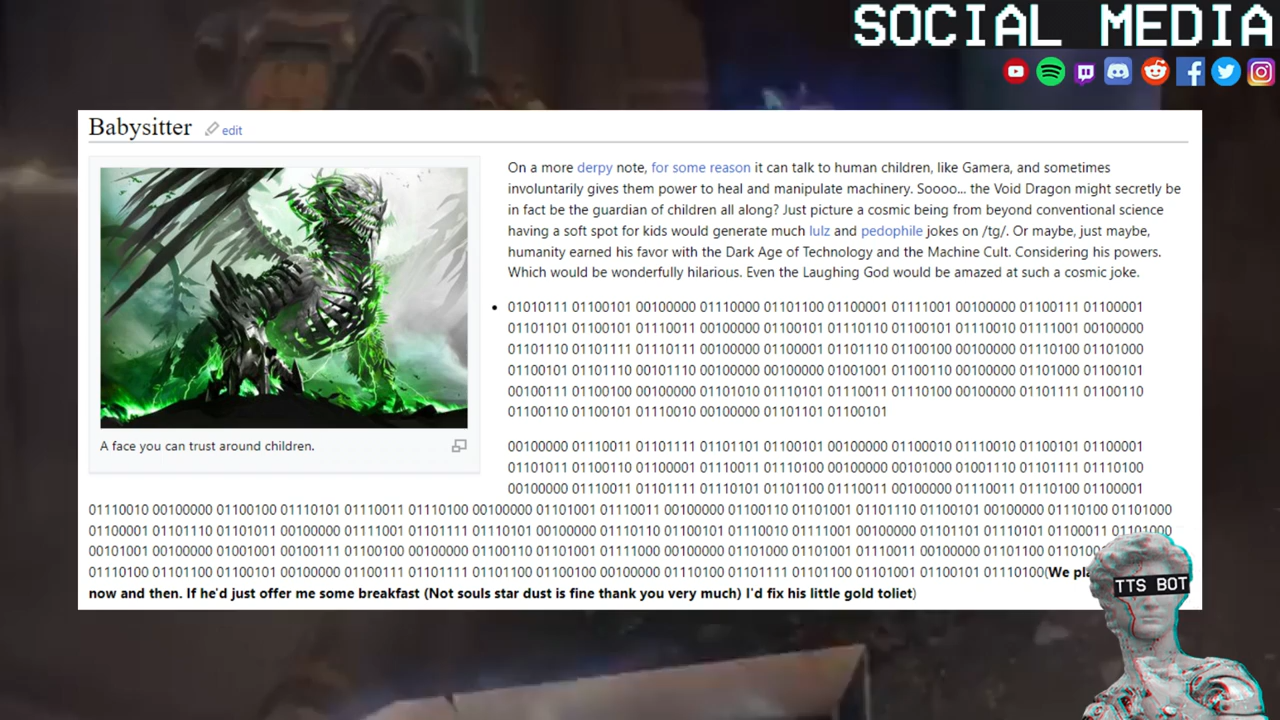 SOCIAL MEDIA
Babysitter edit
On a more derpy note, for some reason it can talk to human children, like Gamera, and sometimes
involuntarily gives them power to heal and manipulate machinery. Soooo... the Void Dragon might secretly be
in fact be the guardian of children all along? Just picture a cosmic being from beyond conventional science
having a soft spot for kids would generate much lulz and pedophile jokes on /tg/. Or maybe, just maybe,
humanity earned his favor with the Dark Age of Technology and the Machine Cult. Considering his powers.
Which would be wonderfully hilarious. Even the Laughing God would be amazed at such a cosmic joke.
A face you can trust around children.
• 01010111 01100101 00100000 01110000 01101100 01100001 01111001 00100000 01100111 01100001
01101101 01100101 01110011 00100000 01100101 01110110 01100101 01110010 01111001 00100000
01101110 01101111 01110111 00100000 01100001 01101110 01100100 00100000 01110100 01101000
01100101 01101110 00101110 00100000 00100000 01001001 01100110 00100000 01101000 01100101
00100111 01100100 00100000 01101010 01110101 01110011 01110100 00100000 01101111 01100110
01100110 01100101 01110010 00100000 01101101 01100101
00100000 01110011 01101111 01101101 01100101 00100000 01100010 01110010 01100101 01100001
01101011 01100110 01100001 01110011 01110100 00100000 00101000 01001110 01101111 01110100
00100000 01110011 01101111 01110101 01101100 01110011 00100000 01110011 01110100 01100001
01110010 00100000 01100100 01110101 01110011 01110100 00100000 01101001 01110011 00100000 01100110 01101001 01101110 01100101 00100000 01110100 01101000
01100001 01101110 01101011 00100000 01111001 01101111 01110101 00100000 01110110 01100101 01110010 01111001 00100000 01101101 01110101 01100011 01101000
00101001 00100000 01001001 00100111 01100100 00100000 01100110 01101001 01111000 00100000 01101000 01101001 01110011 00100000 01101100
01110100 01101100 01100101 00100000 01100111 01101111 01101100 01100100 00100000 01110100 01101111 01101100 01101001 01100101 01110100(We
now and then. If he'd just offer me some breakfast (Not souls star dust is fine thank you very much) I'd fix his little gold toliet)
TTS BOT